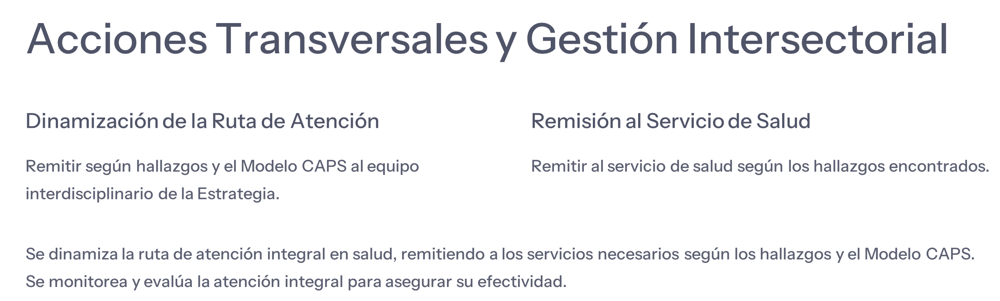 Acciones Transversales y Gestión Intersectorial
Dinamización de la Ruta de Atención
Remitir según hallazgos y el Modelo CAPS al equipo
interdisciplinario de la Estrategia.
Remisión al Servicio de Salud
Remitir al servicio de salud según los hallazgos encontrados.
Se dinamiza la ruta de atención integral en salud, remitiendo a los servicios necesarios según los hallazgos y el Modelo CAPS.
Se monitorea y evalúa la atención integral para asegurar su efectividad.